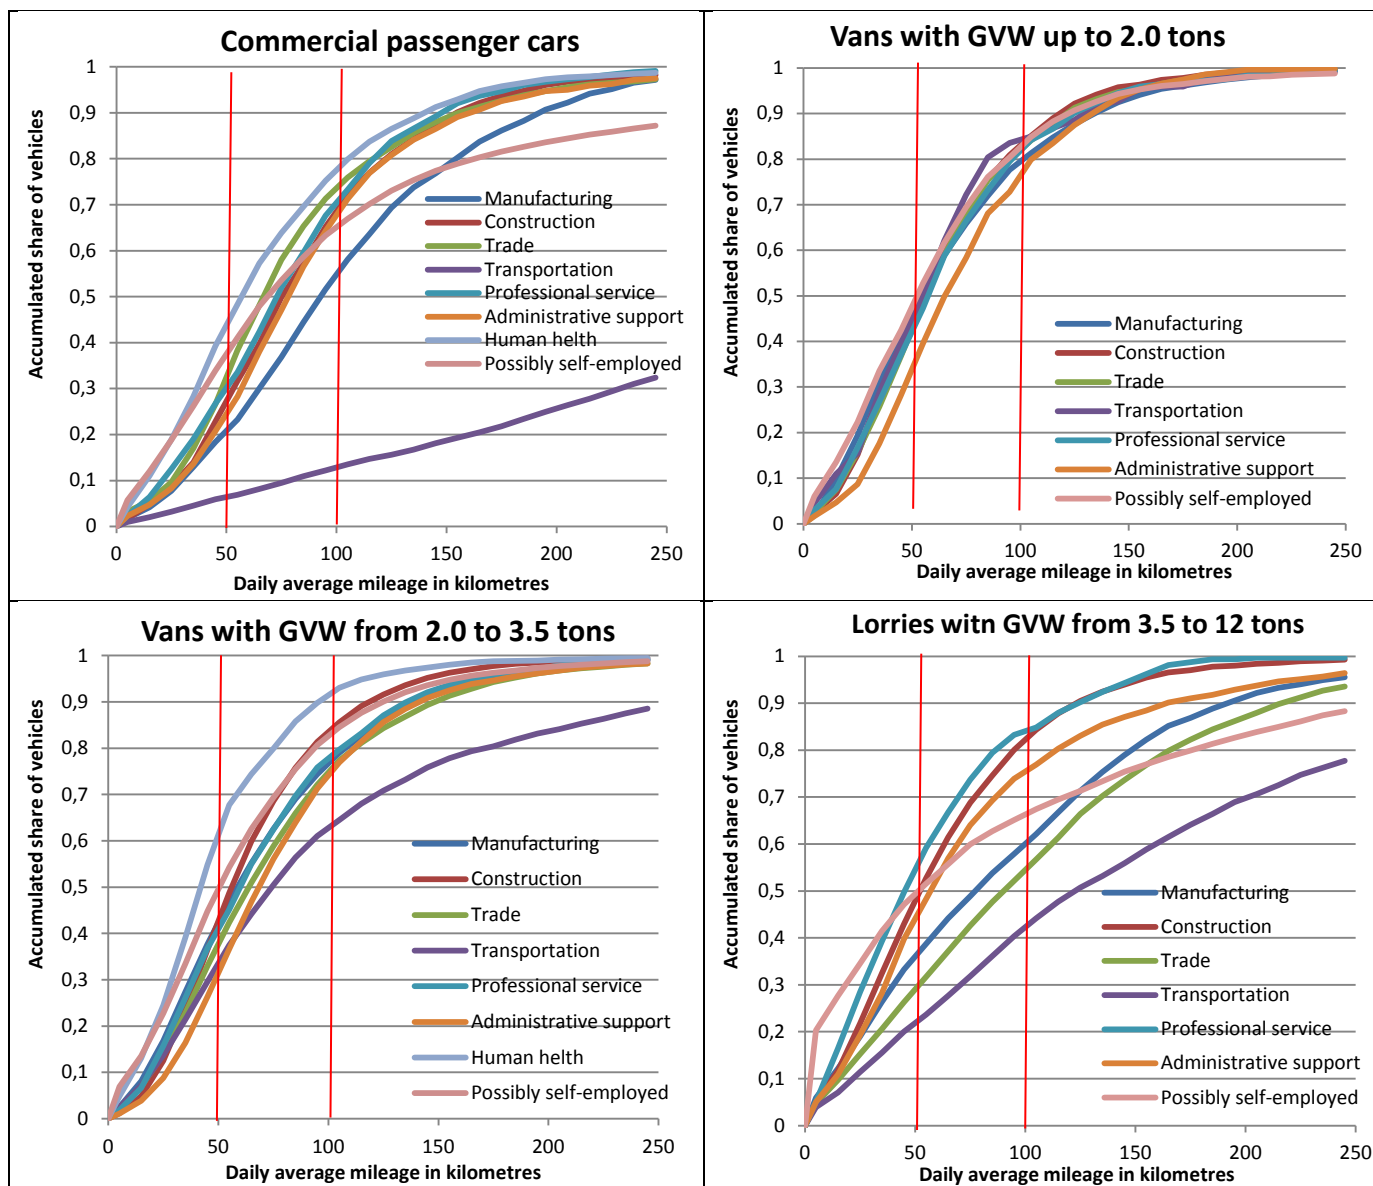 Commercial passenger cars
Accumulated share of vehicles
1
0,9
0,8
0,7
0,6
0,5
0,4
0,3
0,2
0,1
0
Manufacturing
Construction
Trade
Transportation
Professional service
Administrative support
Human helth
Possibly self-employed
0 50 100 150 200 250
Daily average mileage in kilometres
Vans with GVW up to 2.0 tons
Accumulated share of vehicles
1
0,9
0,8
0,7
0,6
0,5
0,4
0,3
0,2
0,1
0
Manufacturing
Construction
Trade
Transportation
Professional service
Administrative support
Possibly self-employed
0 50 100 150 200 250
Daily average mileage in kilometres
Vans with GVW from 2.0 to 3.5 tons
Accumulated share of vehicles
1
0,9
0,8
0,7
0,6
0,5
0,4
0,3
0,2
0,1
0
Manufacturing
Construction
Trade
Transportation
Professional service
Administrative support
Human helth
Possibly self-employed
0 50 100 150 200 250
Daily average mileage in kilometres
Lorries witn GVW from 3.5 to 12 tons
Accumulated share of vehicles
1
0,9
0,8
0,7
0,6
0,5
0,4
0,3
0,2
0,1
0
Manufacturing
Construction
Trade
Transportation
Professional service
Administrative support
Possibly self-employed
0 50 100 150 200 250
Daily average mileage in kilometres